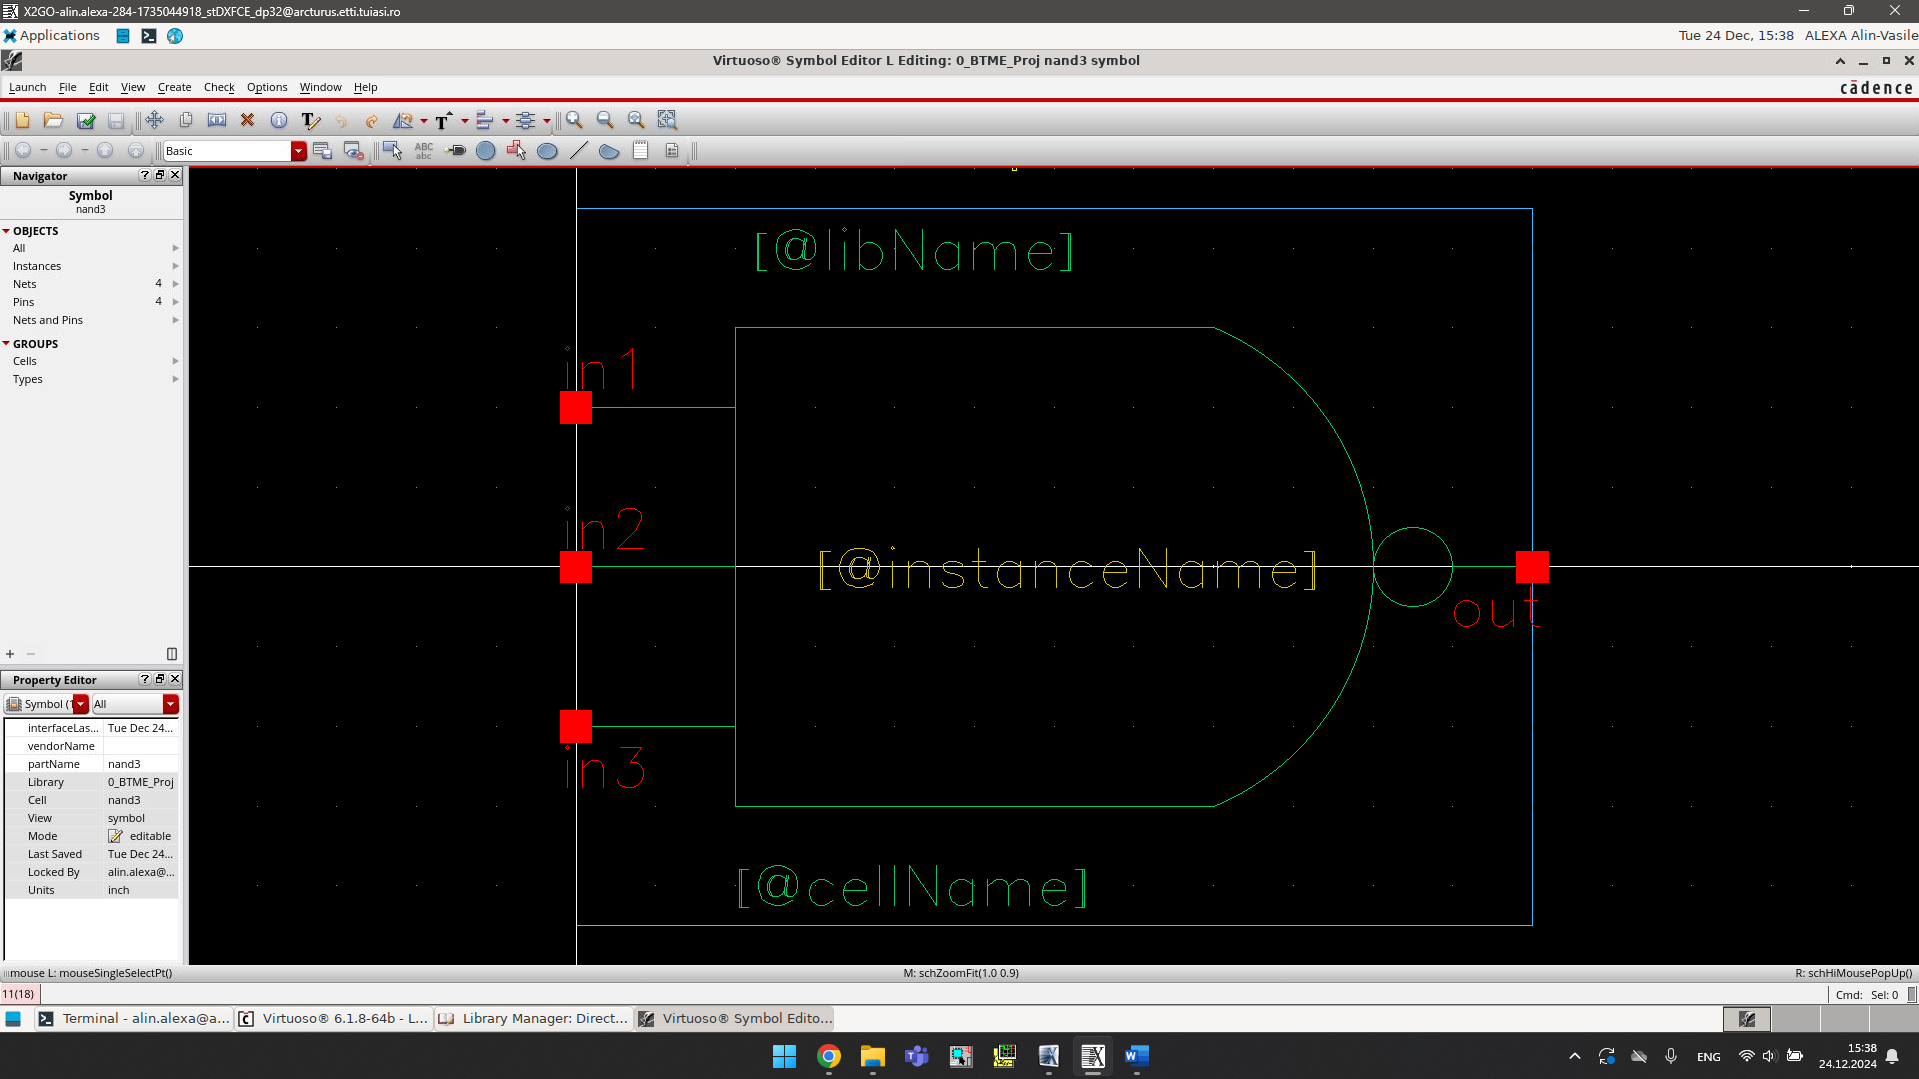 X2GO-alin.alexa-284-1735044918_stDXFCE_dp32@arcturus.etti.tuiasi.ro
Applications
Tue 24 Dec, 15:38 ALEXA Alin-Vasile
Virtuoso® Symbol Editor L Editing: 0_BTME_Proj nand3 symbol
Launch File Edit View Create Check Options Window Help
cādence
Basic
ABC
abc
Navigator
Symbol
nand3
OBJECTS
All
Instances
Nets 4
Pins 4
Nets and Pins
GROUPS
Cells
Types
[@libName]
in1
in2
[@instanceName]
out
in3
[@cellName]
Property Editor
Symbol (1 All
interfaceLas... Tue Dec 24...
vendorName
partName nand3
Library 0_BTME_Proj
Cell nand3
View symbol
Mode editable
Last Saved Tue Dec 24...
Locked By alin.alexa@...
Units inch
mouse L: mouseSingleSelectPt() M: schZoomFit(1.0 0.9) R: schHiMousePopUp()
11(18) Cmd: Sel: 0
Terminal - alin.alexa@a... Virtuoso® 6.1.8-64b - L... Library Manager: Direct... Virtuoso® Symbol Edito...
ENG
15:38
24.12.2024